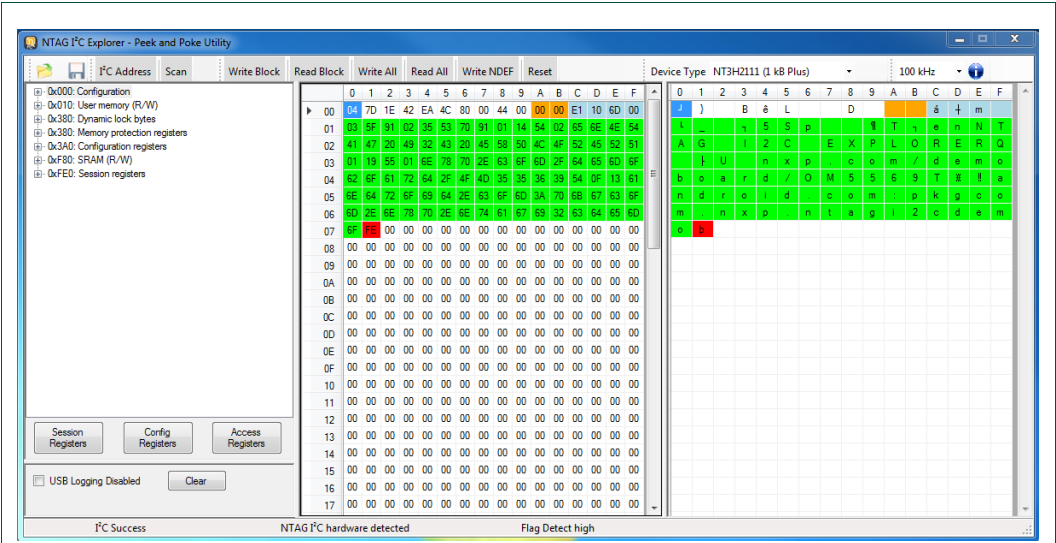 NTAG I²C Explorer - Peek and Poke Utility
I²C Address Scan Write Block Read Block Write All Read All Write NDEF Reset Device Type NT3H2111 (1 kB Plus) 100 kHz
0x000: Configuration
0x010: User memory (R/W)
0x380: Dynamic lock bytes
0x380: Memory protection registers
0x3A0: Configuration registers
0xF80: SRAM (R/W)
0xFE0: Session registers
Session Registers
Config Registers
Access Registers
USB Logging Disabled Clear
0 1 2 3 4 5 6 7 8 9 A B C D E F
00 04 7D 1E 42 EA 4C 80 00 44 00 00 00 E1 10 6D 00
01 03 5F 91 02 35 53 70 91 01 14 54 02 65 6E 4E 54
02 41 47 20 49 32 43 20 45 58 50 4C 4F 52 45 52 51
03 01 19 55 01 6E 78 70 2E 63 6F 6D 2F 64 65 6D 6F
04 62 6F 61 72 64 2F 4F 4D 35 35 36 39 54 0F 13 61
05 6E 64 72 6F 69 64 2E 63 6F 6D 3A 70 6B 67 63 6F
06 6D 2E 6E 78 70 2E 6E 74 61 67 69 32 63 64 65 6D
07 6F FE 00 00 00 00 00 00 00 00 00 00 00 00 00 00
08 00 00 00 00 00 00 00 00 00 00 00 00 00 00 00 00
09 00 00 00 00 00 00 00 00 00 00 00 00 00 00 00 00
0A 00 00 00 00 00 00 00 00 00 00 00 00 00 00 00 00
0B 00 00 00 00 00 00 00 00 00 00 00 00 00 00 00 00
0C 00 00 00 00 00 00 00 00 00 00 00 00 00 00 00 00
0D 00 00 00 00 00 00 00 00 00 00 00 00 00 00 00 00
0E 00 00 00 00 00 00 00 00 00 00 00 00 00 00 00 00
0F 00 00 00 00 00 00 00 00 00 00 00 00 00 00 00 00
10 00 00 00 00 00 00 00 00 00 00 00 00 00 00 00 00
11 00 00 00 00 00 00 00 00 00 00 00 00 00 00 00 00
12 00 00 00 00 00 00 00 00 00 00 00 00 00 00 00 00
13 00 00 00 00 00 00 00 00 00 00 00 00 00 00 00 00
14 00 00 00 00 00 00 00 00 00 00 00 00 00 00 00 00
15 00 00 00 00 00 00 00 00 00 00 00 00 00 00 00 00
16 00 00 00 00 00 00 00 00 00 00 00 00 00 00 00 00
17 00 00 00 00 00 00 00 00 00 00 00 00 00 00 00 00
0 1 2 3 4 5 6 7 8 9 A B C D E F
┘ } B ê L D á ┼ m
└ _ ┐ 5 S p ¶ T ┐ e n N T
A G I 2 C E X P L O R E R Q
├ U n x p . c o m / d e m o
b o a r d / O M 5 5 6 9 T ¤ ‼ a
n d r o i d . c o m : p k g c o
m . n x p . n t a g i 2 c d e m
o þ
I²C Success NTAG I²C hardware detected Flag Detect high